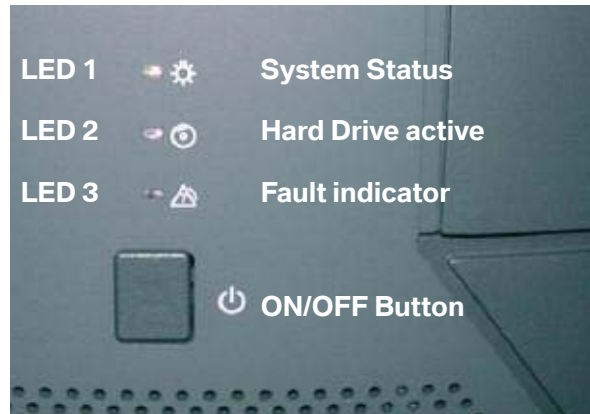 LED 1 System Status
LED 2 Hard Drive active
LED 3 Fault indicator
ON/OFF Button